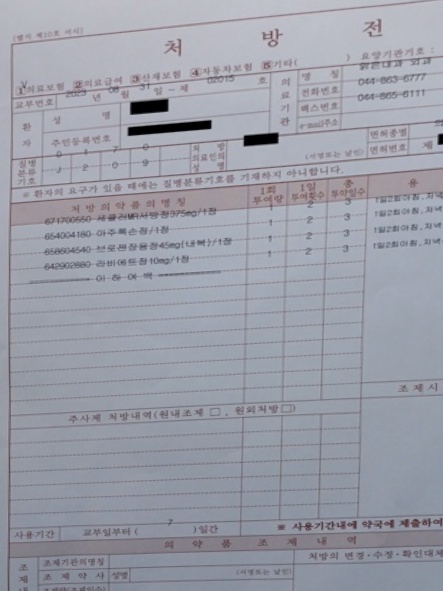 [별지 제10호 서식]
처 방 전
①의료보험 ②의료급여 ③산재보험 ④자동차보험 ⑤기타( ) 요양기관기호 :
교부번호 2023 년 08 월 31 일 - 제 02015 호
의료기관 명 칭 맑은내과 외과
전화번호 044-863-6777
팩스번호 044-865-6111
e-mail주소
환자 성 명
주민등록번호
질병분류기호 J 2 0 9
처 방 의료인의 성 명 (서명또는 날인)
면허종별
면허번호 제
※ 환자의 요구가 있을 때에는 질병분류기호를 기재하지 아니합니다.
처 방 의 약 품 의 명 칭 1회 투여량 1일 투여횟수 총 투약일수 용
671700550 세클러MR서방정375mg/1정 1 2 3 1일2회아침,저녁
654004180 아주록손정/1정 1 2 3 1일2회아침,저녁
658604540 브로젠장용정45mg(내복)/1정 1 2 3 1일2회아침,저녁
642902880 라비에트정10mg/1정 1 2 3 1일2회아침,저녁
이 하 여 백
조 제 시
주사제 처방내역(원내조제 □, 원외처방 □)
사용기간 교부일부터 ( 7 )일간 ※ 사용기간내에 약국에 제출하여
의 약 품 조 제 내 역
조제기관의명칭 처방의 변경·수정·확인대체
조 제 약 사 성명 (서명또는 날인)